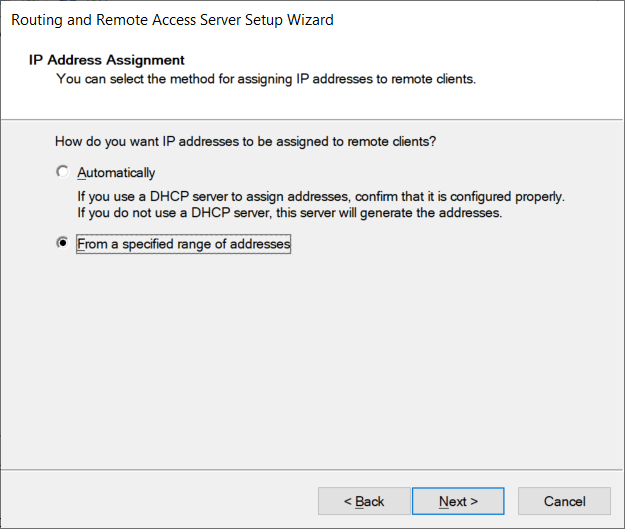 Routing and Remote Access Server Setup Wizard
IP Address Assignment
You can select the method for assigning IP addresses to remote clients.
How do you want IP addresses to be assigned to remote clients?
Automatically
If you use a DHCP server to assign addresses, confirm that it is configured properly.
If you do not use a DHCP server, this server will generate the addresses.
From a specified range of addresses
< Back
Next >
Cancel